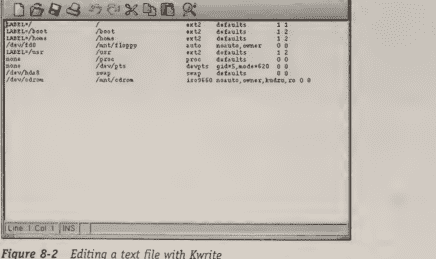 LABEL=/ / ext2 defaults 1 1
LABEL=/boot /boot ext2 defaults 1 2
LABEL=/home /home ext2 defaults 1 2
/dev/fd0 /mnt/floppy auto noauto,owner 0 0
LABEL=/usr /usr ext2 defaults 1 2
none /proc proc defaults 0 0
none /dev/pts devpts gid=5,mode=620 0 0
/dev/hda8 swap swap defaults 0 0
/dev/cdrom /mnt/cdrom iso9660 noauto,owner,kudzu,ro 0 0
Line 1 Col 1 INS
Figure 8-2 Editing a text file with Kwrite